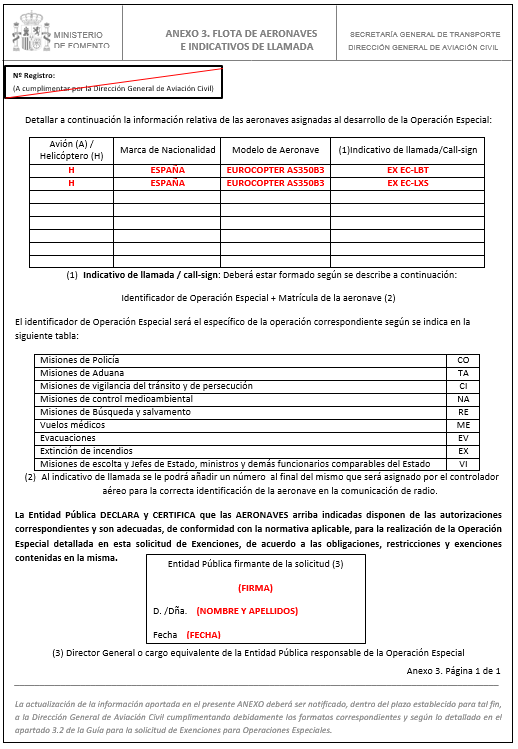 MINISTERIO
DE FOMENTO
ANEXO 3. FLOTA DE AERONAVES
E INDICATIVOS DE LLAMADA
SECRETARÍA GENERAL DE TRANSPORTE
DIRECCIÓN GENERAL DE AVIACIÓN CIVIL
Nº Registro:
(A cumplimentar por la Dirección General de Aviación Civil)
Detallar a continuación la información relativa de las aeronaves asignadas al desarrollo de la Operación Especial:
Avión (A) / Helicóptero (H) Marca de Nacionalidad Modelo de Aeronave (1)Indicativo de llamada/Call-sign
H ESPAÑA EUROCOPTER AS350B3 EX EC-LBT
H ESPAÑA EUROCOPTER AS350B3 EX EC-LXS
(1) Indicativo de llamada / call-sign: Deberá estar formado según se describe a continuación:
Identificador de Operación Especial + Matrícula de la aeronave (2)
El identificador de Operación Especial será el específico de la operación correspondiente según se indica en la
siguiente tabla:
Misiones de Policía CO
Misiones de Aduana TA
Misiones de vigilancia del tránsito y de persecución CI
Misiones de control medioambiental NA
Misiones de Búsqueda y salvamento RE
Vuelos médicos ME
Evacuaciones EV
Extinción de incendios EX
Misiones de escolta y Jefes de Estado, ministros y demás funcionarios comparables del Estado VI
(2) Al indicativo de llamada se le podrá añadir un número al final del mismo que será asignado por el controlador
aéreo para la correcta identificación de la aeronave en la comunicación de radio.
La Entidad Pública DECLARA y CERTIFICA que las AERONAVES arriba indicadas disponen de las autorizaciones
correspondientes y son adecuadas, de conformidad con la normativa aplicable, para la realización de la Operación
Especial detallada en esta solicitud de Exenciones, de acuerdo a las obligaciones, restricciones y exenciones
contenidas en la misma.
Entidad Pública firmante de la solicitud (3)
(FIRMA)
D. /Dña. (NOMBRE Y APELLIDOS)
Fecha (FECHA)
(3) Director General o cargo equivalente de la Entidad Pública responsable de la Operación Especial
Anexo 3. Página 1 de 1
La actualización de la información aportada en el presente ANEXO deberá ser notificada, dentro del plazo establecido para tal fin,
a la Dirección General de Aviación Civil cumplimentando debidamente los formatos correspondientes y según lo detallado en el
apartado 3.2 de la Guía para la solicitud de Exenciones para Operaciones Especiales.